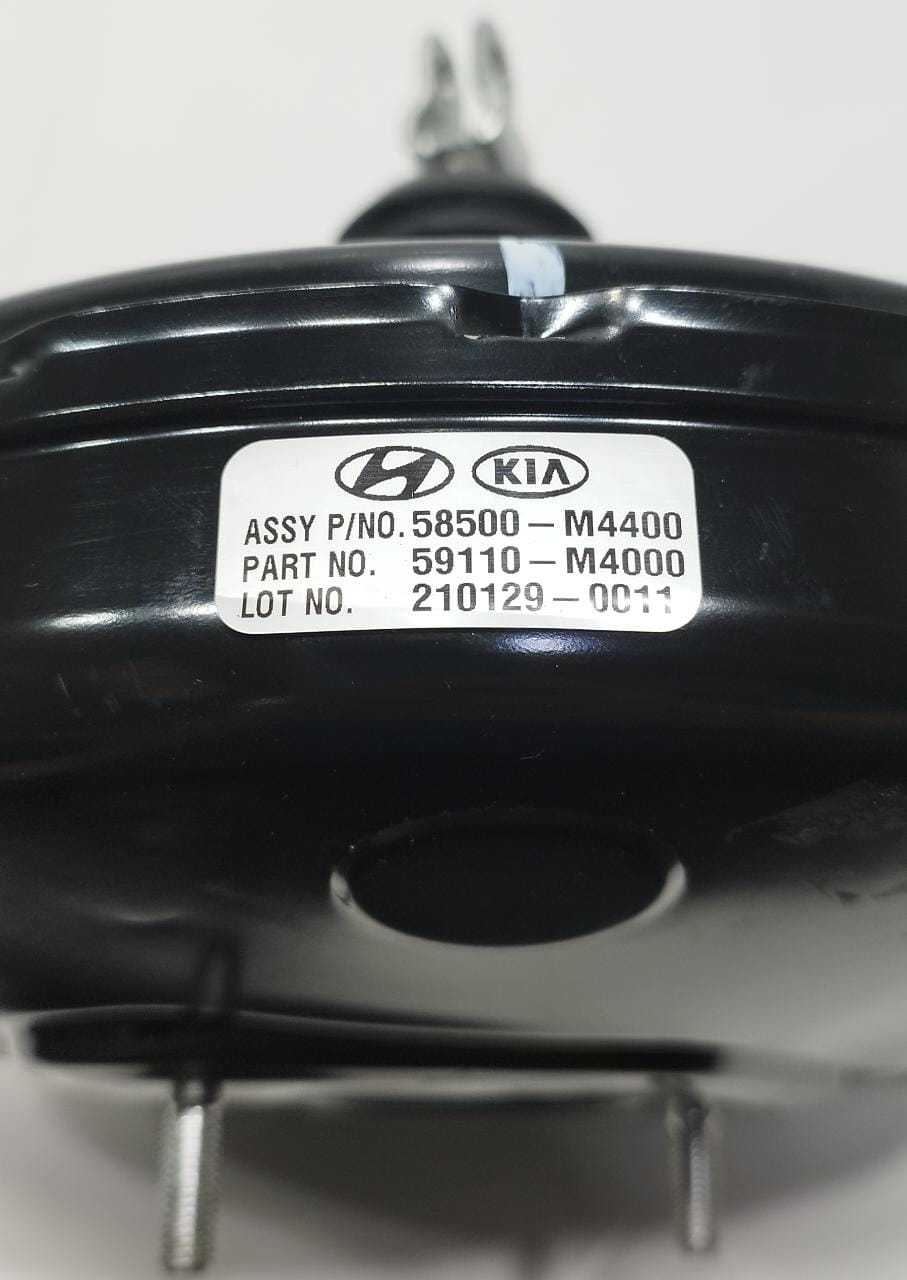 KIA
ASSY P/NO. 58500-M4400
PART NO. 59110-M4000
LOT NO. 210129-0011